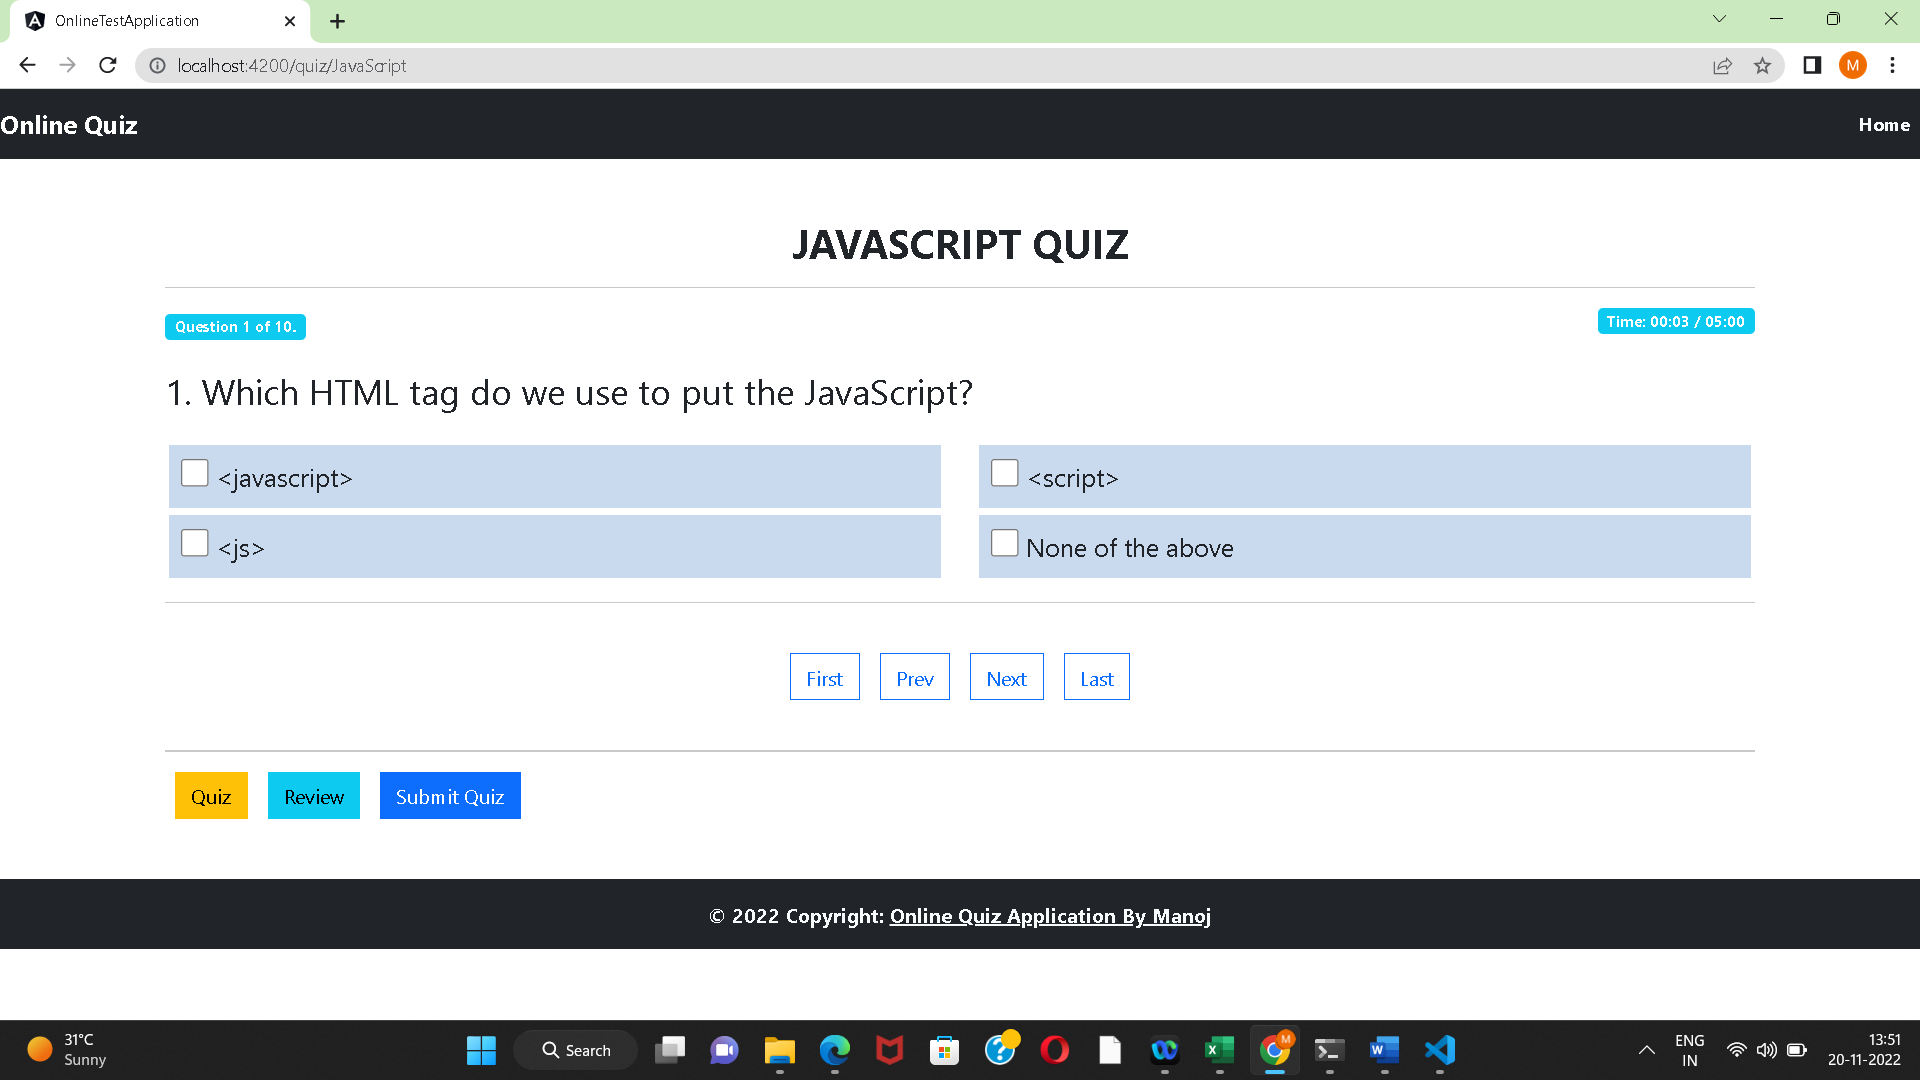 OnlineTestApplication
localhost:4200/quiz/JavaScript
M
Online Quiz
Home
JAVASCRIPT QUIZ
Question 1 of 10.
Time: 00:03 / 05:00
1. Which HTML tag do we use to put the JavaScript?
<javascript>
<script>
<js>
None of the above
First
Prev
Next
Last
Quiz
Review
Submit Quiz
© 2022 Copyright: Online Quiz Application By Manoj
31°C
Sunny
Search
M
ENG
IN
13:51
20-11-2022